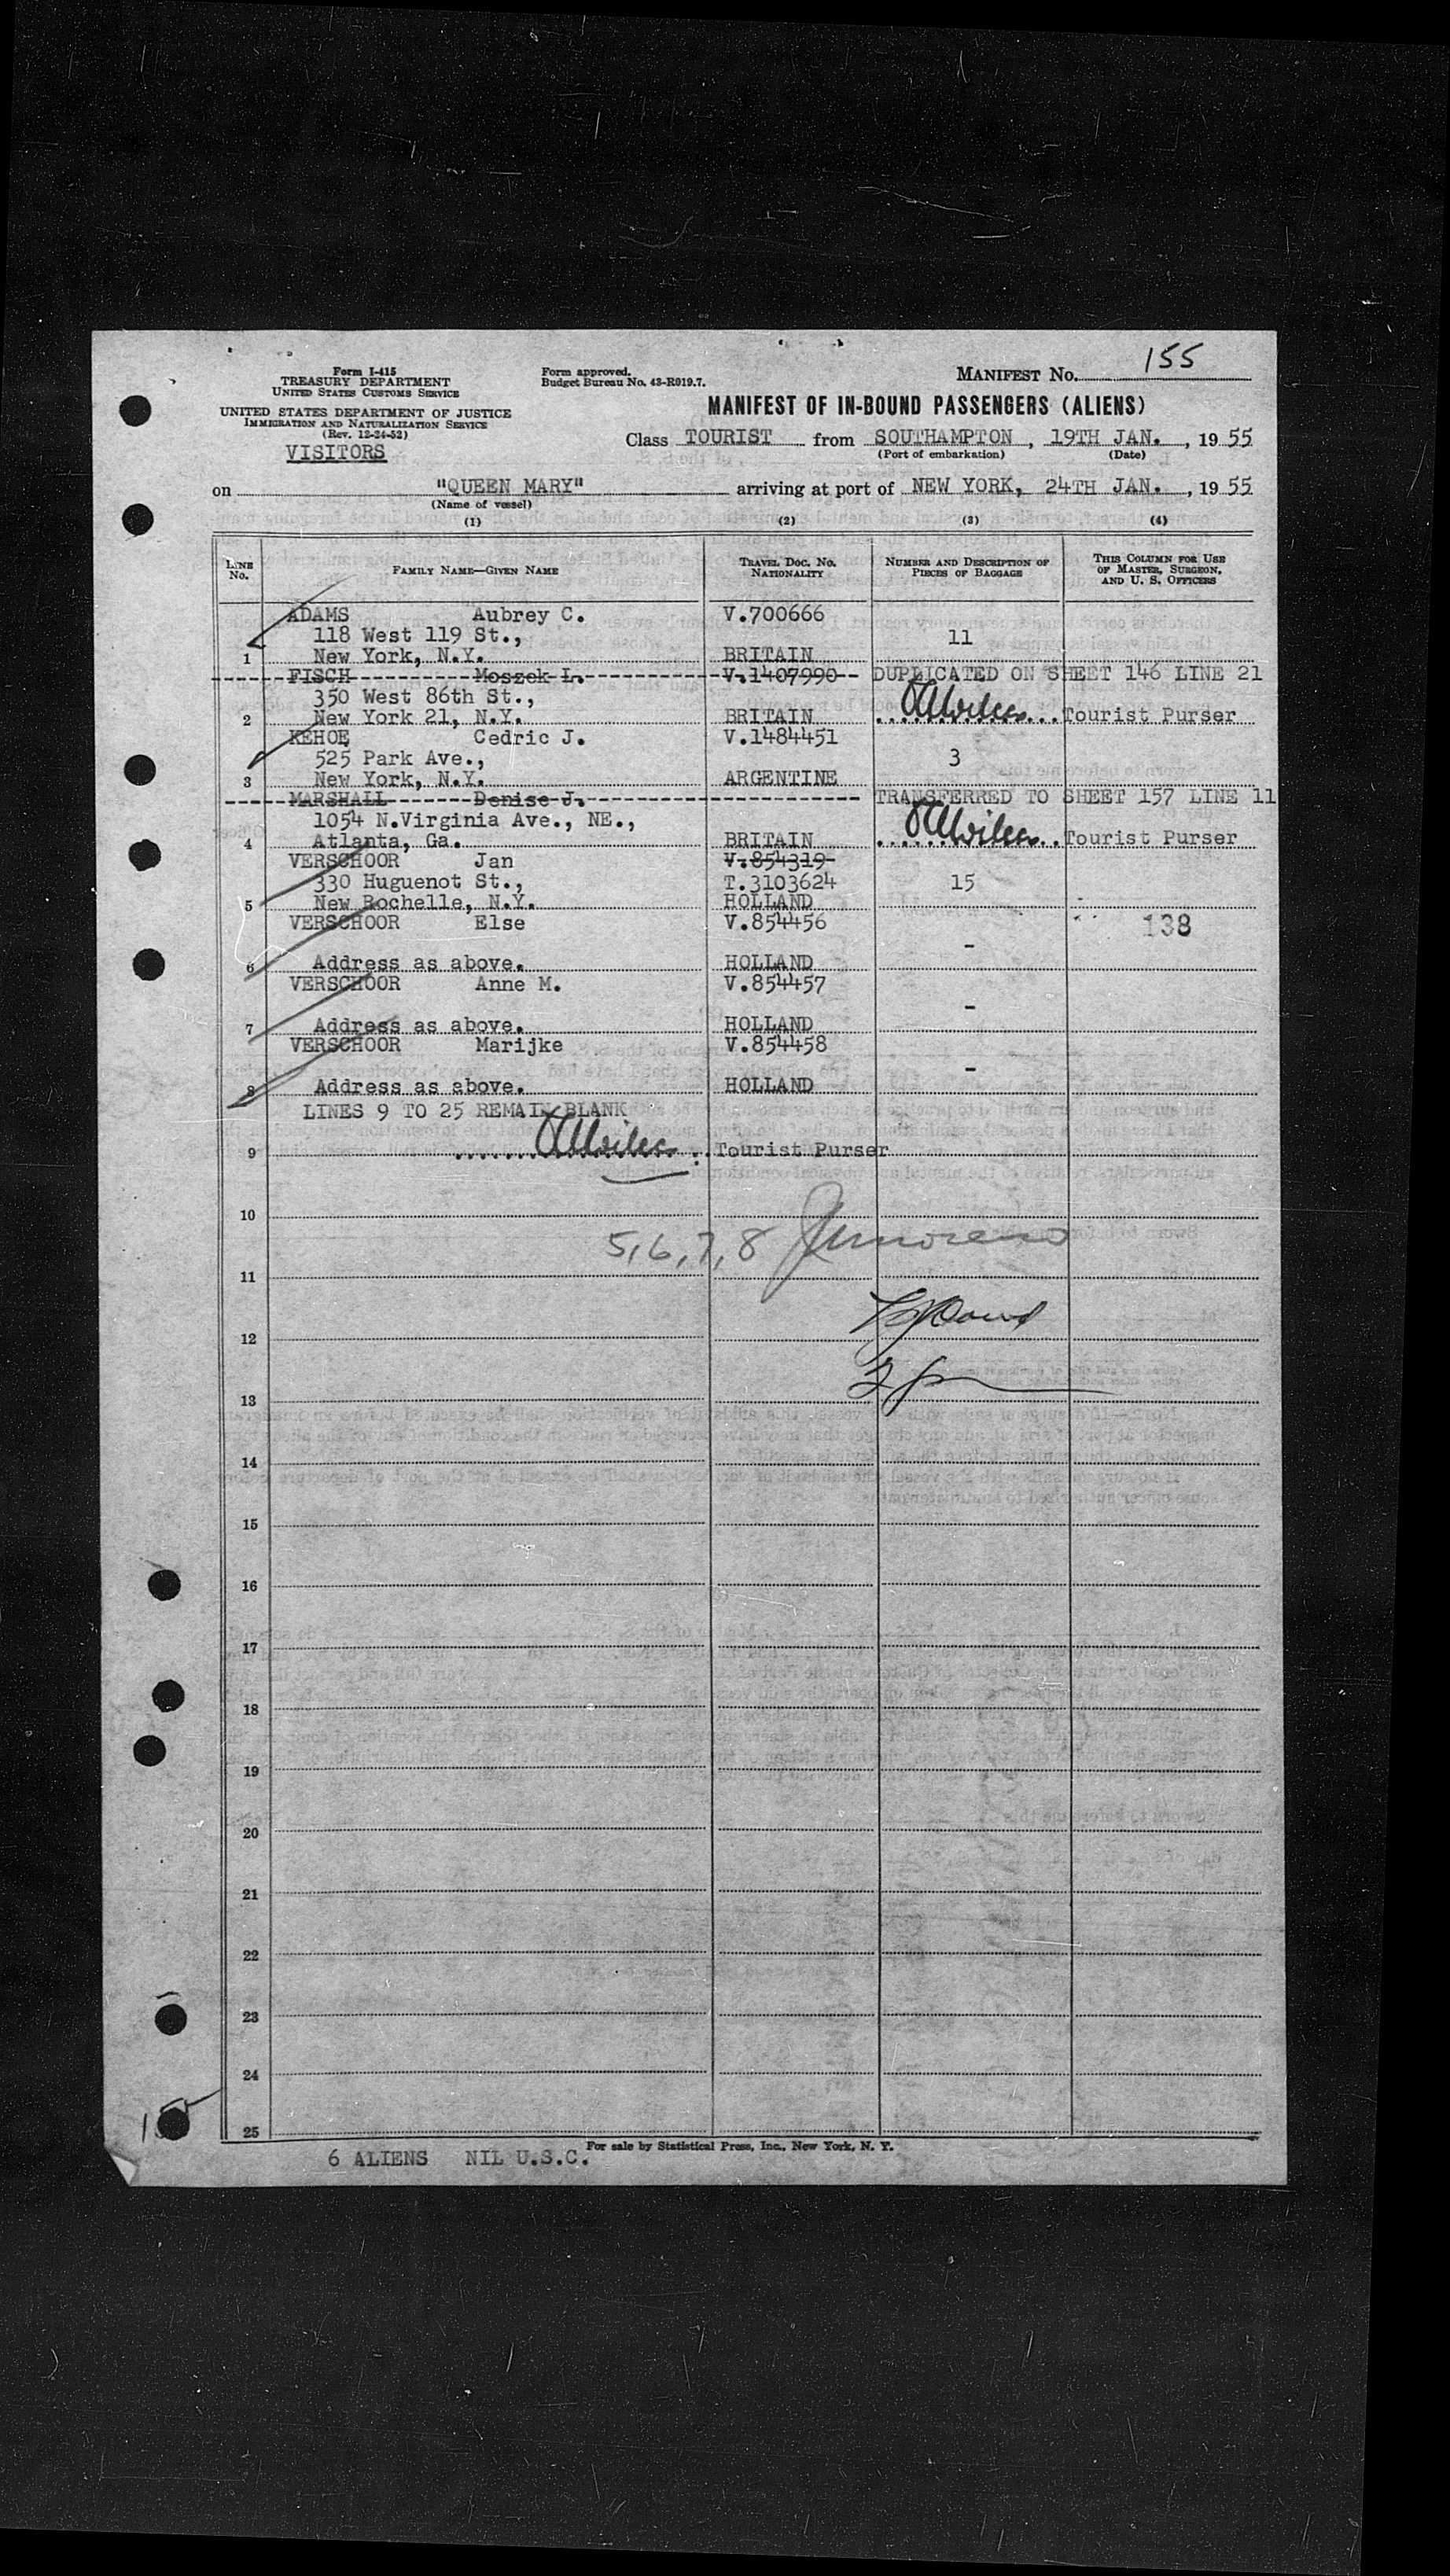 155
Form I-415
TREASURY DEPARTMENT
UNITED STATES CUSTOMS SERVICE
Form approved.
Budget Bureau No. 43-R019.7.
MANIFEST No.
UNITED STATES DEPARTMENT OF JUSTICE
IMMIGRATION AND NATURALIZATION SERVICE
(Rev. 12-24-52)
VISITORS
MANIFEST OF IN-BOUND PASSENGERS (ALIENS)
Class TOURIST from SOUTHAMPTON, 19TH JAN., 1955
(Port of embarkation) (Date)
on "QUEEN MARY" arriving at port of NEW YORK, 24TH JAN., 1955
(Name of vessel)
(1) (2) (3) (4)
LINE No. FAMILY NAME—GIVEN NAME TRAVEL DOC. NO. NATIONALITY NUMBER AND DESCRIPTION OF PIECES OF BAGGAGE THIS COLUMN FOR USE OF MASTER, SURGEON, AND U. S. OFFICERS
ADAMS Aubrey C. V.700666
118 West 119 St., 11
1 New York, N.Y. BRITAIN
FISCH Moszek L. V.1407990 DUPLICATED ON SHEET 146 LINE 21
350 West 86th St.,
2 New York 21, N.Y. BRITAIN Tourist Purser
KEHOE Cedric J. V.1484451
525 Park Ave., 3
3 New York, N.Y. ARGENTINE
MARSHALL Denise J. TRANSFERRED TO SHEET 157 LINE 11
1054 N.Virginia Ave., NE.,
4 Atlanta, Ga. BRITAIN Tourist Purser
VERSCHOOR Jan V.854319
330 Huguenot St., T.3103624 15
5 New Rochelle, N.Y. HOLLAND
VERSCHOOR Else V.854456 138
-
6 Address as above. HOLLAND
VERSCHOOR Anne M. V.854457
-
7 Address as above. HOLLAND
VERSCHOOR Marijke V.854458
-
8 Address as above. HOLLAND
LINES 9 TO 25 REMAIN BLANK
9 Tourist Purser
10
5,6,7,8
11
12
13
14
15
16
17
18
19
20
21
22
23
24
25
For sale by Statistical Press, Inc., New York, N. Y.
6 ALIENS NIL U.S.C.